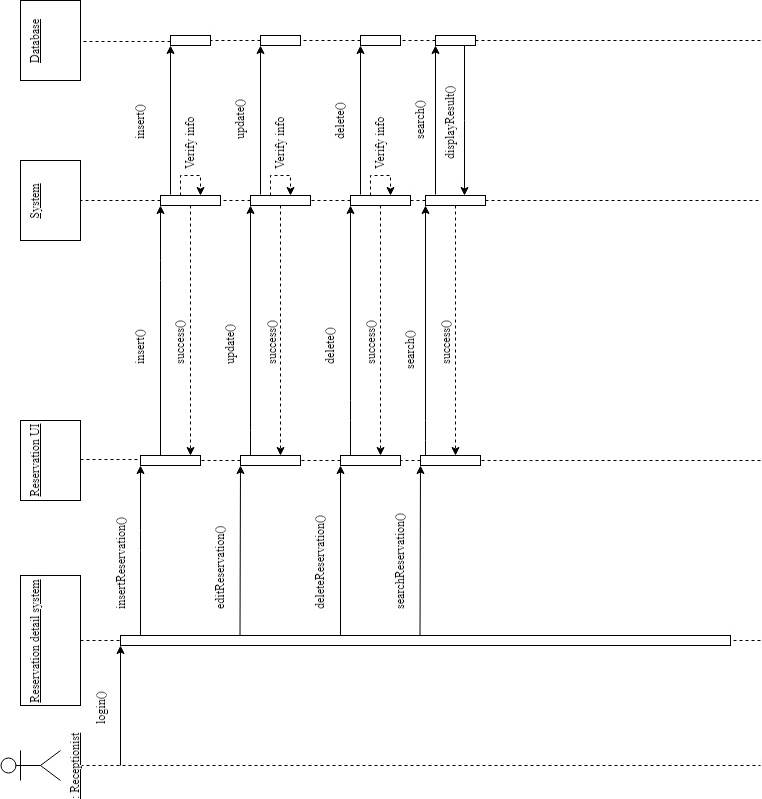 : Receptionist
Reservation detail system
Reservation UI
System
Database
login()
insertReservation()
insert()
Verify info
insert()
success()
editReservation()
update()
Verify info
update()
success()
deleteReservation()
delete()
Verify info
delete()
success()
searchReservation()
search()
search()
displayResult()
success()